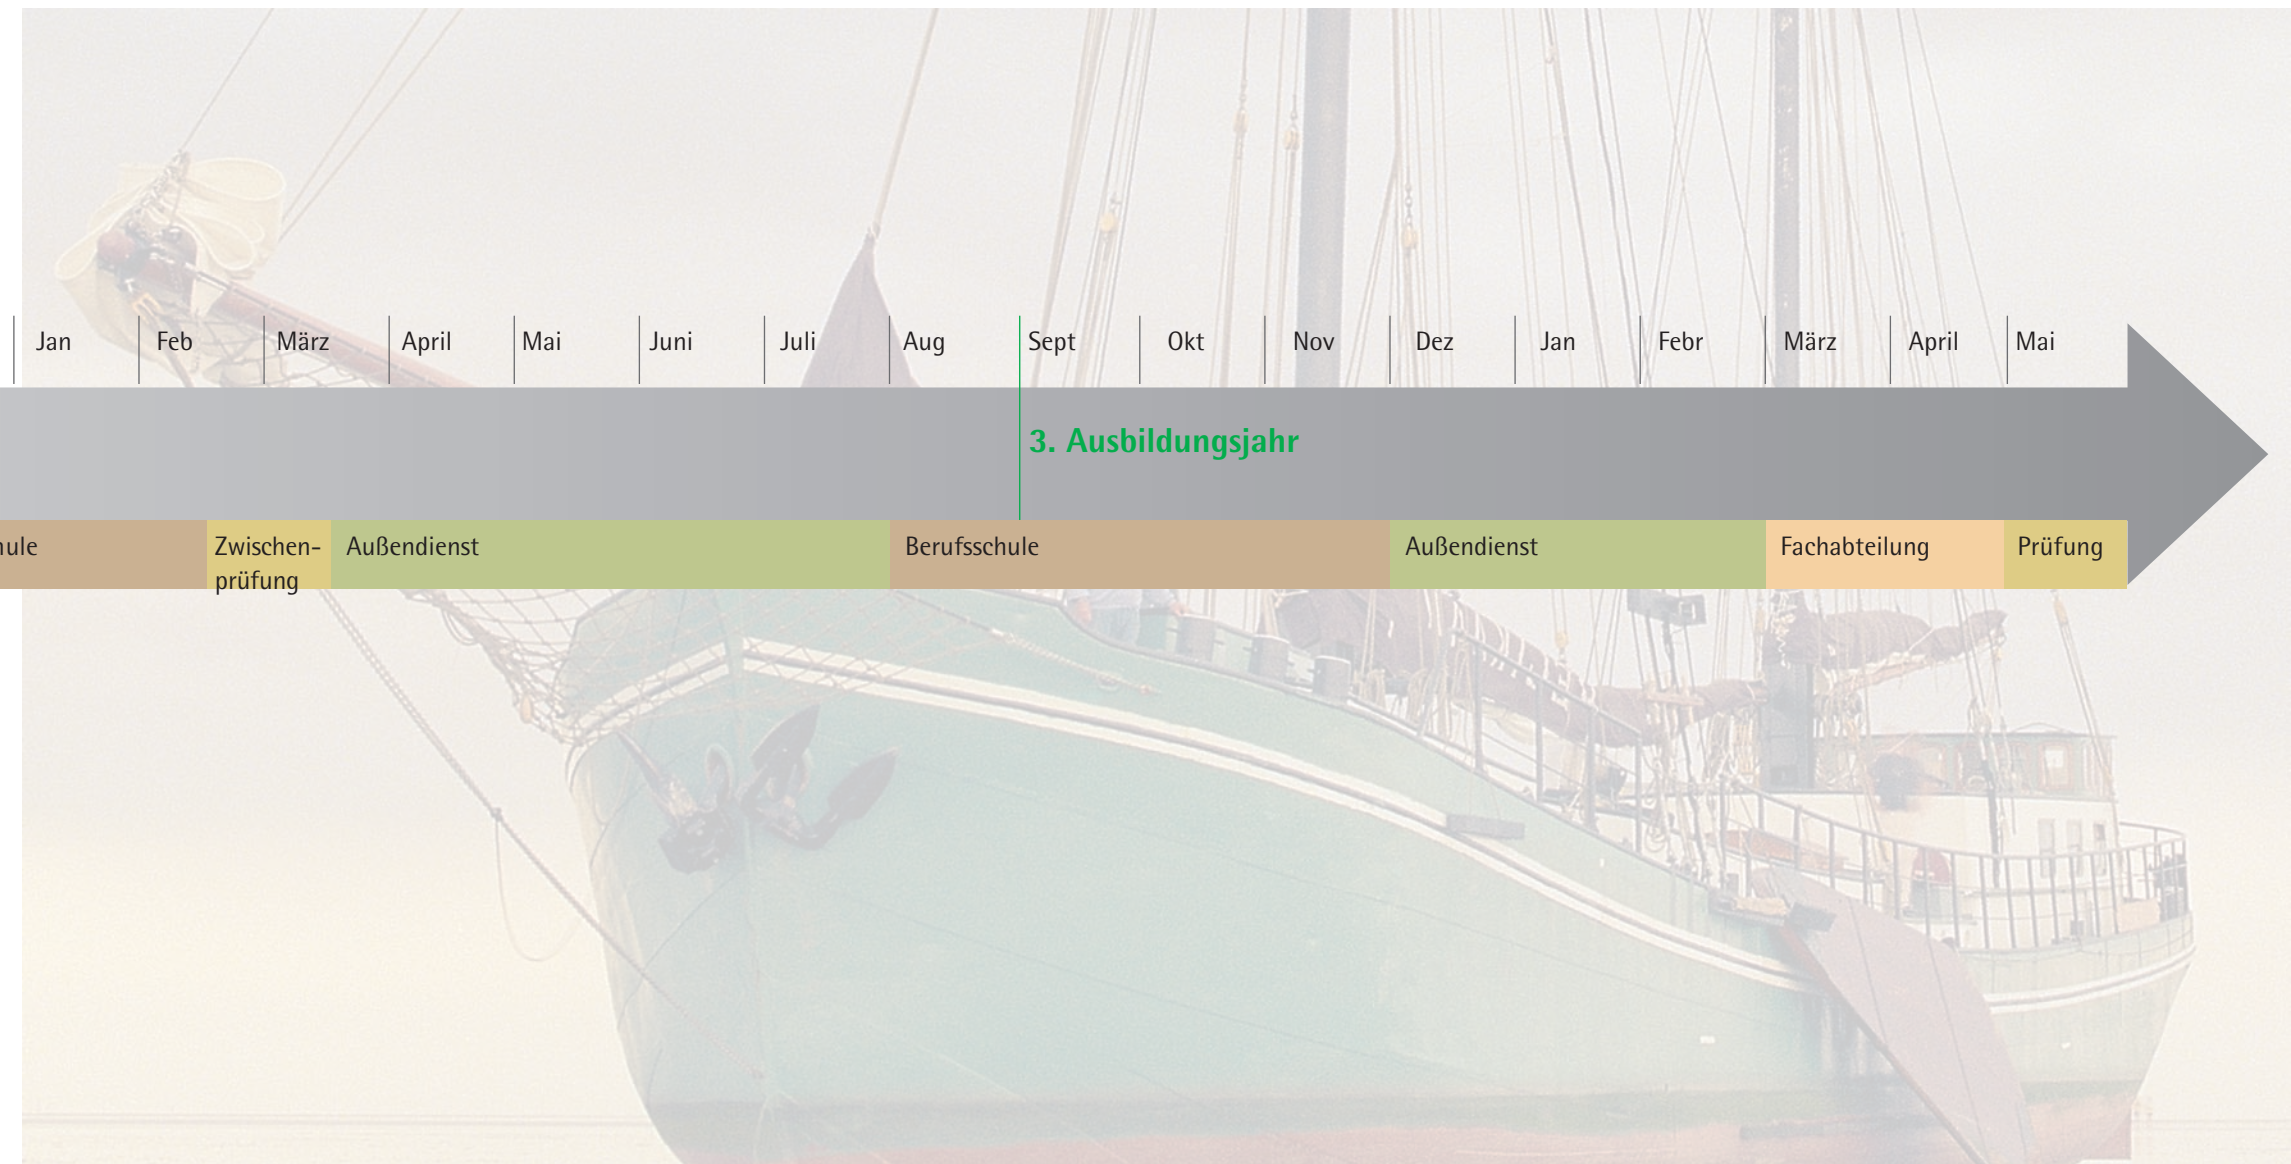 Jan Feb März April Mai Juni Juli Aug Sept Okt Nov Dez Jan Febr März April Mai
3. Ausbildungsjahr
hule Zwischen- Außendienst Berufsschule Außendienst Fachabteilung Prüfung
prüfung